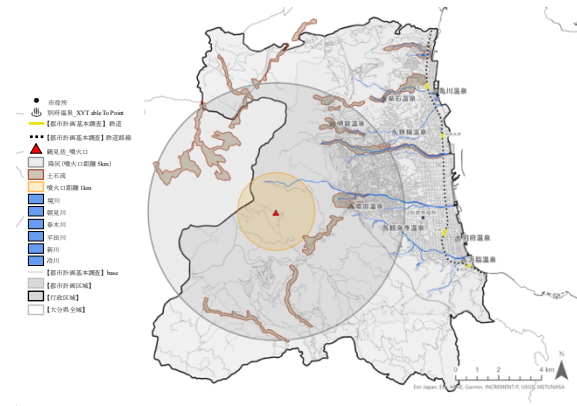 市役所
別府温泉_XYTableToPoint
【都市計画基本調査】鉄道
【都市計画基本調査】鉄道路線
鶴見岳_噴火口
降灰(噴火口距離 5km)
土石流
噴火口距離 1km
境川
朝見川
春木川
平田川
新川
冷川
【都市計画基本調査】base
【都市計画区域】
【行政区域】
【大分県全域】
亀川温泉
柴石温泉
明礬温泉
鉄輪温泉
堀田温泉
観海寺温泉
別府温泉
浜脇温泉
0 2 4 km
N
Esri Japan, Esri, HERE, Garmin, INCREMENT P, USGS, METI/NASA